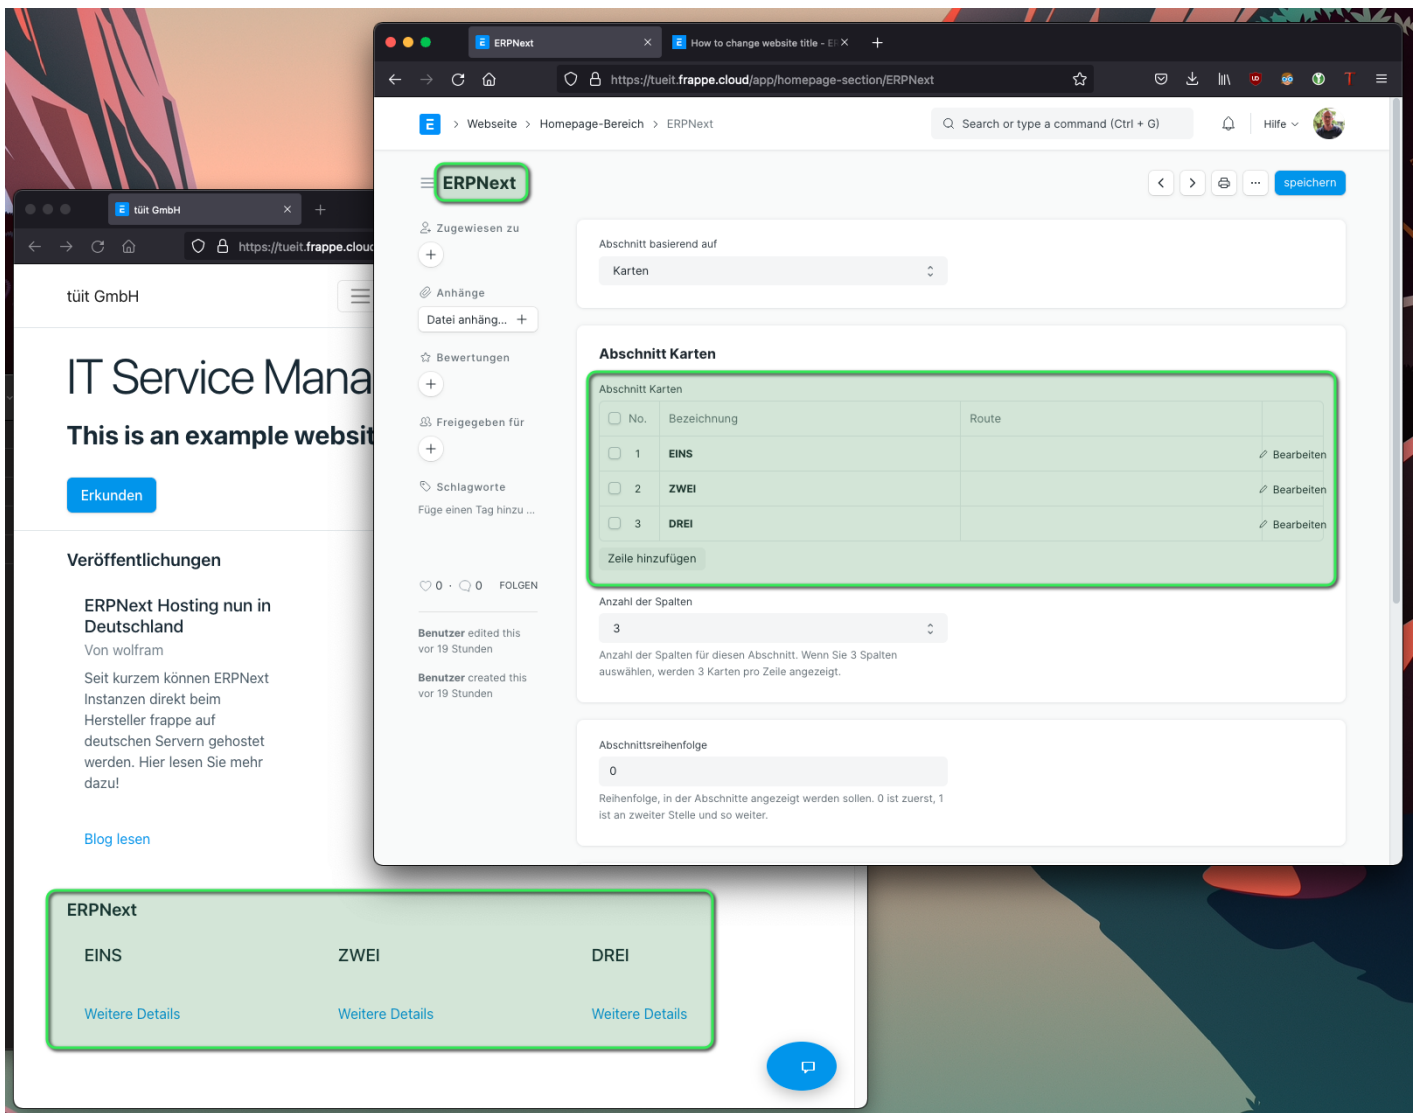 ERPNext
How to change website title - ER
https://tueit.frappe.cloud/app/homepage-section/ERPNext
Webseite > Homepage-Bereich > ERPNext
Search or type a command (Ctrl + G)
Hilfe
ERPNext
speichern
Zugewiesen zu
Anhänge
Datei anhäng... +
Bewertungen
Freigegeben für
Schlagworte
Füge einen Tag hinzu ...
0 · 0 FOLGEN
Benutzer edited this
vor 19 Stunden
Benutzer created this
vor 19 Stunden
Abschnitt basierend auf
Karten
Abschnitt Karten
Abschnitt Karten
No. Bezeichnung Route
1 EINS Bearbeiten
2 ZWEI Bearbeiten
3 DREI Bearbeiten
Zeile hinzufügen
Anzahl der Spalten
3
Anzahl der Spalten für diesen Abschnitt. Wenn Sie 3 Spalten
auswählen, werden 3 Karten pro Zeile angezeigt.
Abschnittsreihenfolge
0
Reihenfolge, in der Abschnitte angezeigt werden sollen. 0 ist zuerst, 1
ist an zweiter Stelle und so weiter.
tüit GmbH
https://tueit.frappe.cloud
tüit GmbH
IT Service Mana
This is an example websit
Erkunden
Veröffentlichungen
ERPNext Hosting nun in
Deutschland
Von wolfram
Seit kurzem können ERPNext
Instanzen direkt beim
Hersteller frappe auf
deutschen Servern gehostet
werden. Hier lesen Sie mehr
dazu!
Blog lesen
ERPNext
EINS ZWEI DREI
Weitere Details Weitere Details Weitere Details